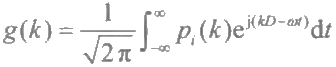 g(k) = \frac{1}{\sqrt{2\pi}} \int_{-\infty}^{\infty} p_i(k) e^{j(kD-\omega t)} dt